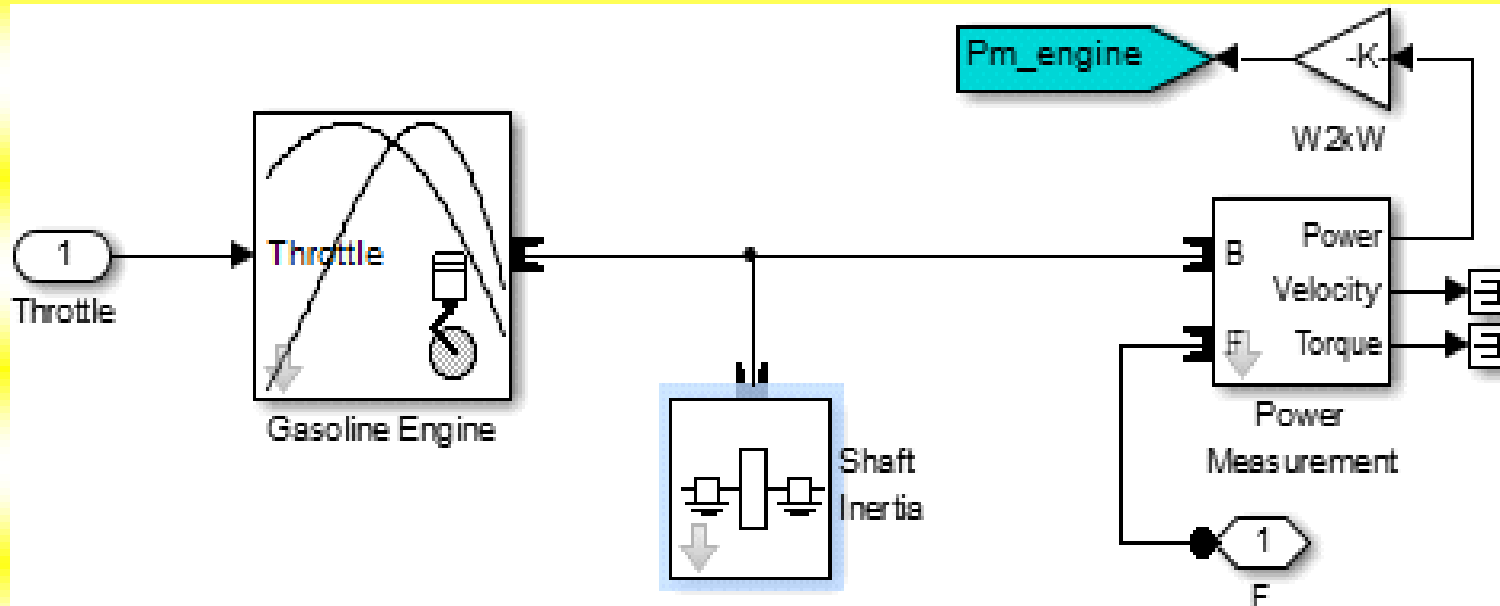 Pm_engine
-K-
W2kW
1
Throttle
Throttle
Gasoline Engine
Shaft
Inertia
B
F
Power
Velocity
Torque
Power
Measurement
1
F